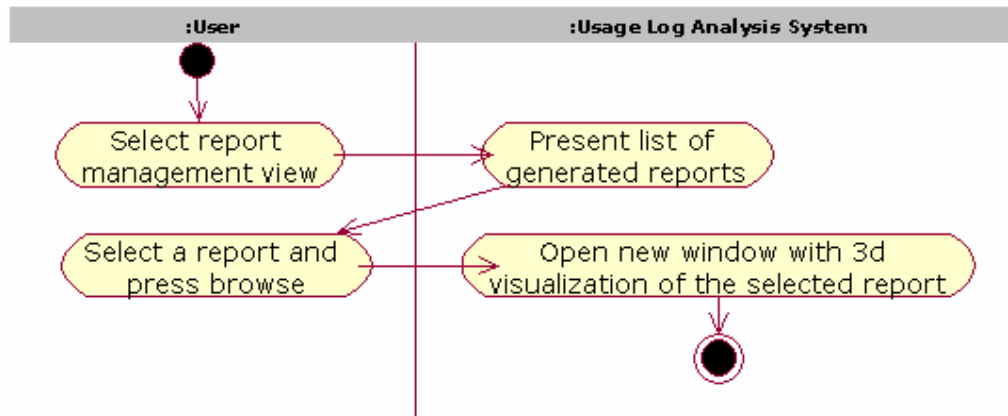 :User
:Usage Log Analysis System
Select report
management view
Present list of
generated reports
Select a report and
press browse
Open new window with 3d
visualization of the selected report